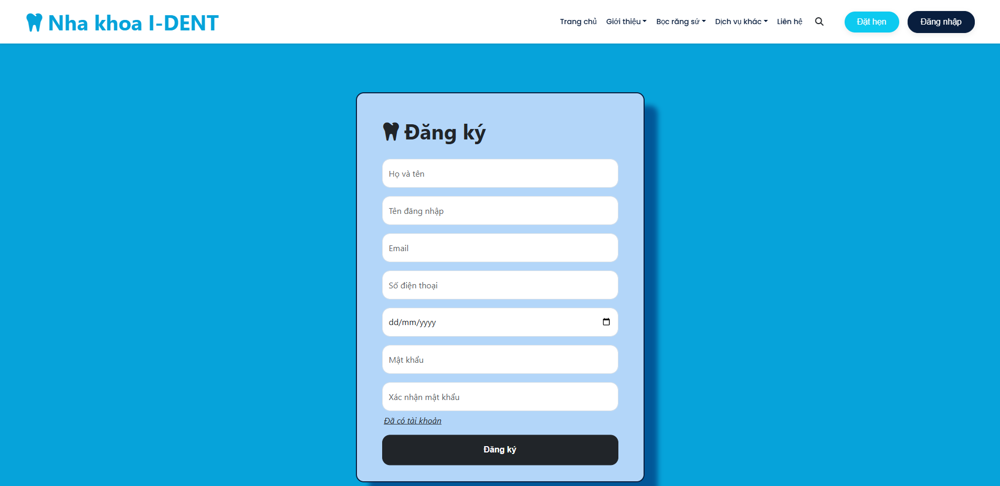 Nha khoa I-DENT
Trang chủ Giới thiệu Bọc răng sứ Dịch vụ khác Liên hệ Đặt hẹn Đăng nhập
Đăng ký
Họ và tên
Tên đăng nhập
Email
Số điện thoại
dd/mm/yyyy
Mật khẩu
Xác nhận mật khẩu
Đã có tài khoản
Đăng ký